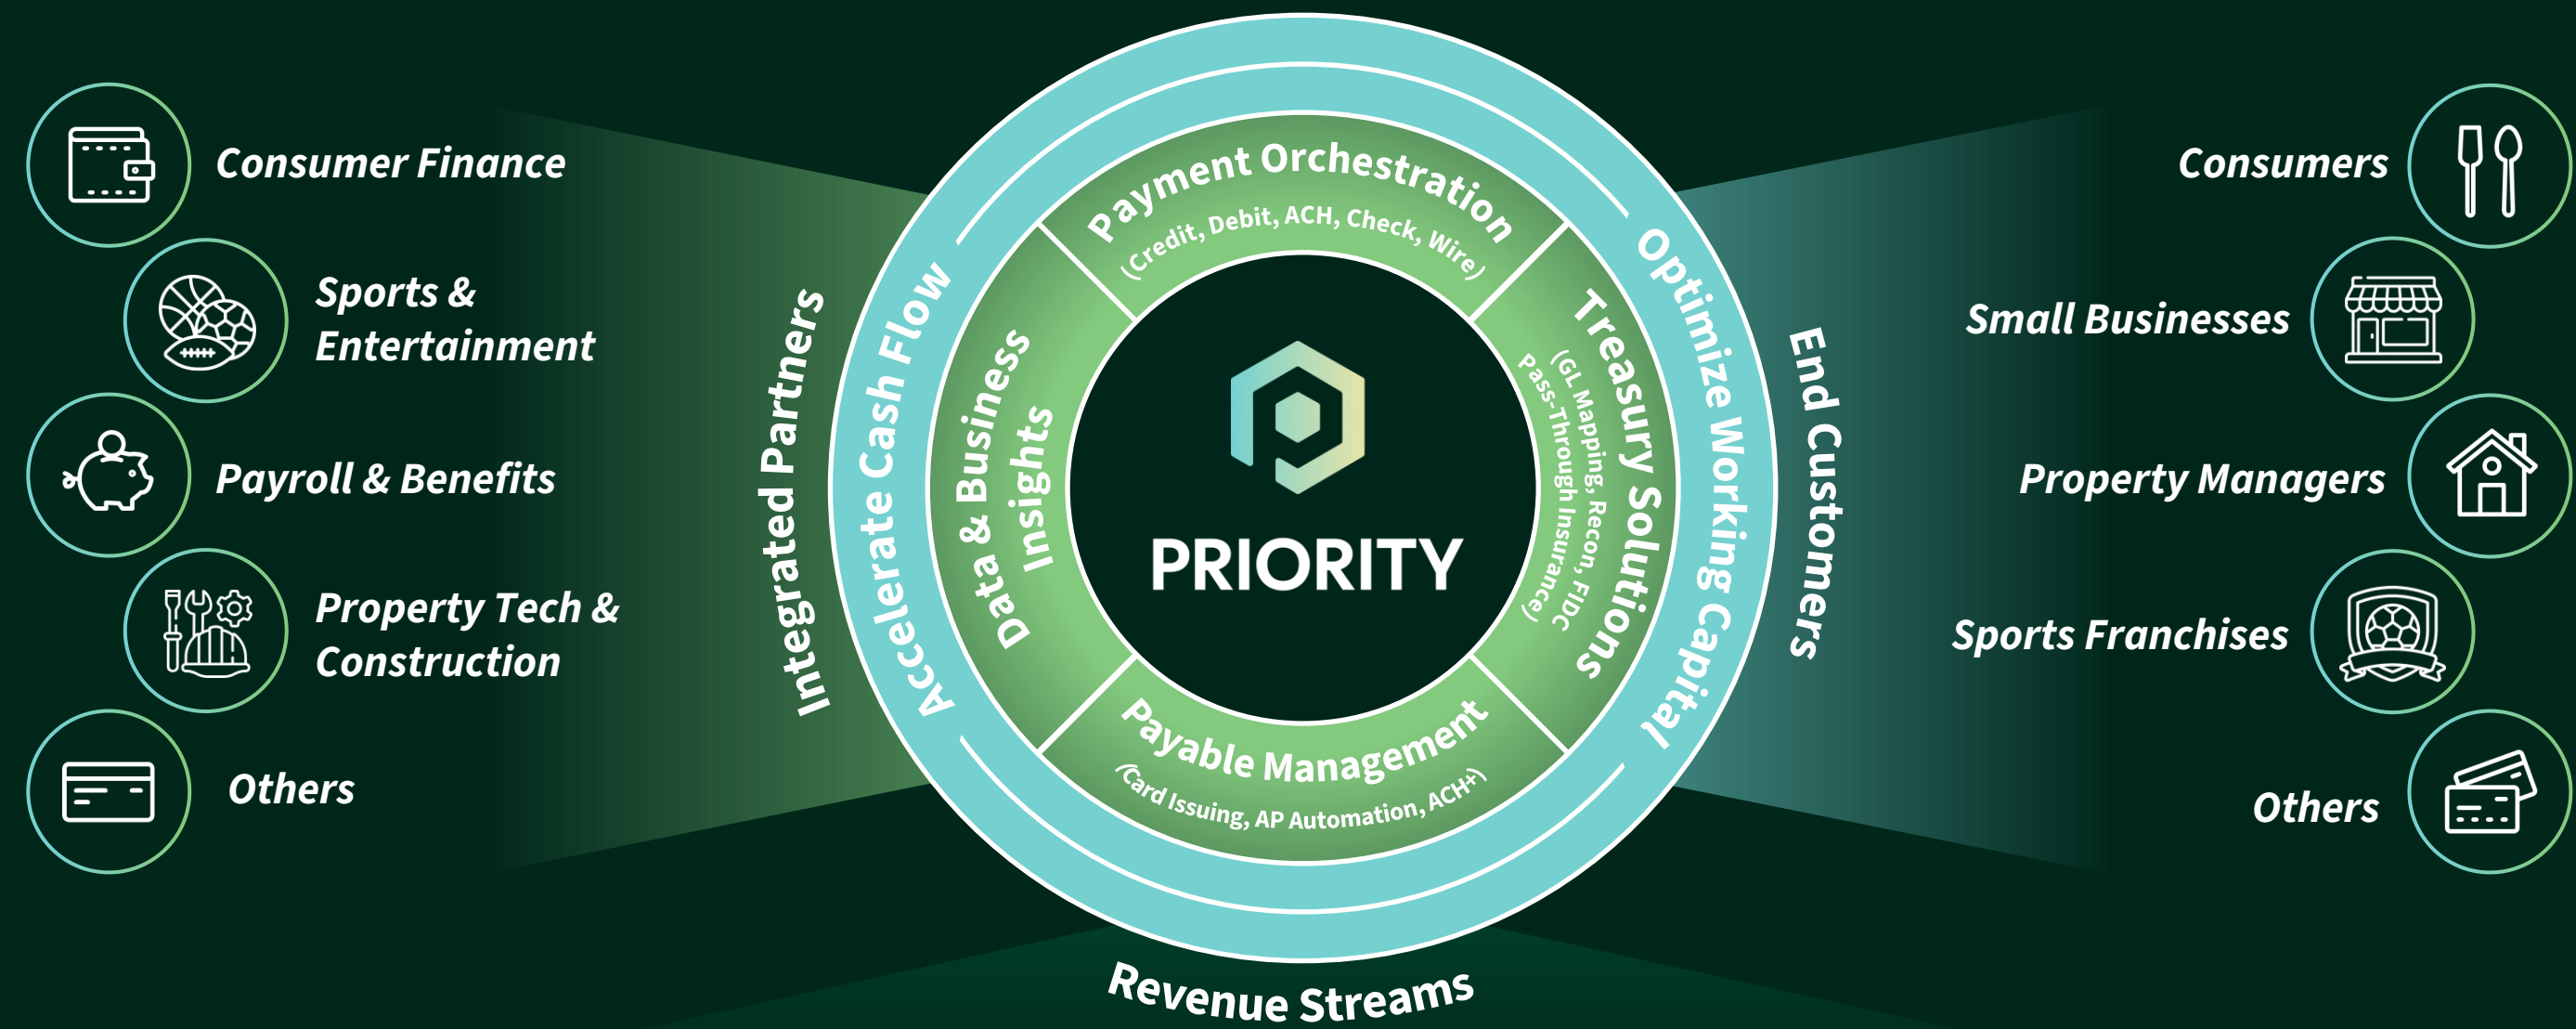 Consumer Finance
Sports &
Entertainment
Payroll & Benefits
Property Tech &
Construction
Others
Integrated Partners
Accelerate Cash Flow
Data & Business
Insights
Payment Orchestration
(Credit, Debit, ACH, Check, Wire)
PRIORITY
Treasury Solutions
(GL Mapping, Recon, FIDC
Pass-Through Insurance)
Payable Management
(Card Issuing, AP Automation, ACH+)
Optimize Working Capital
End Customers
Revenue Streams
Consumers
Small Businesses
Property Managers
Sports Franchises
Others